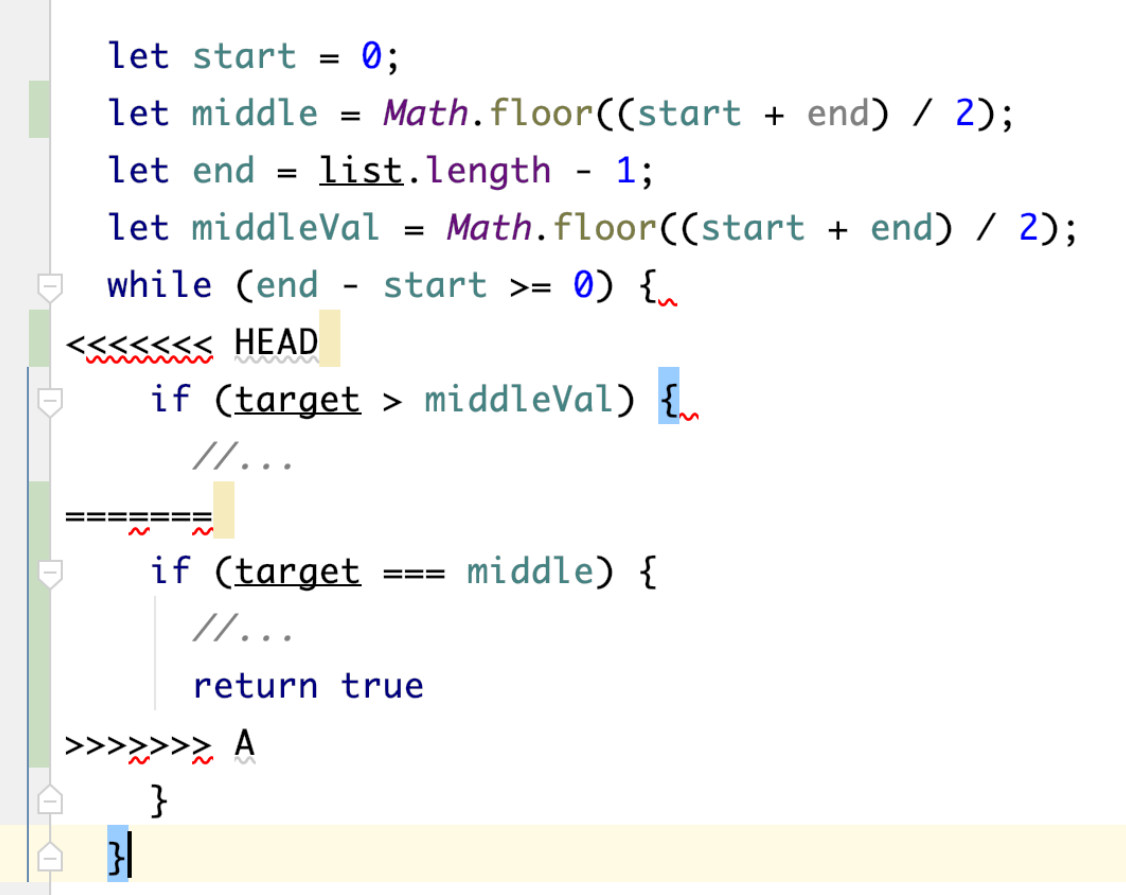 let start = 0;
let middle = Math.floor((start + end) / 2);
let end = list.length - 1;
let middleVal = Math.floor((start + end) / 2);
while (end - start >= 0) {
<<<<<<< HEAD
if (target > middleVal) {
//...
=======
if (target === middle) {
//...
return true
>>>>>>> A
}
}